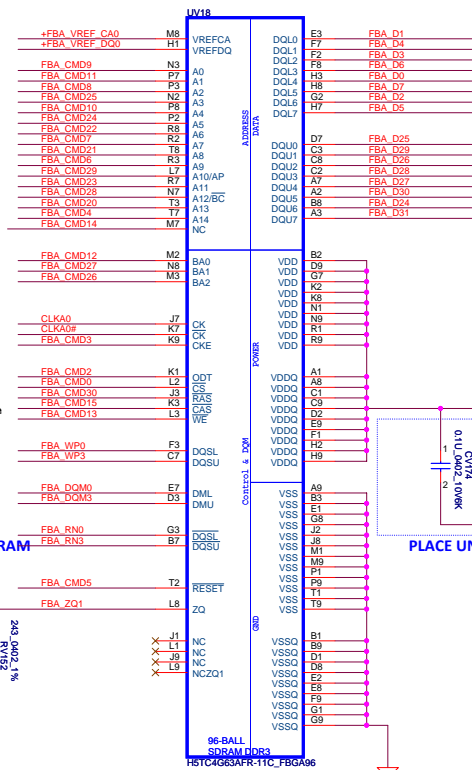 UV18
+FBA_VREF_CA0 M8 VREFCA DQL0 E3 FBA_D1
+FBA_VREF_DQ0 H1 VREFDQ DQL1 F7 FBA_D4
DQL2 F2 FBA_D3
FBA_CMD9 N3 A0 DQL3 F8 FBA_D6
FBA_CMD11 P7 A1 DQL4 H3 FBA_D0
FBA_CMD8 P3 A2 DQL5 H8 FBA_D7
FBA_CMD25 N2 A3 DQL6 G2 FBA_D2
FBA_CMD10 P8 A4 DQL7 H7 FBA_D5
FBA_CMD24 P2 A5
FBA_CMD22 R8 A6
FBA_CMD7 R2 A7 DQU0 D7 FBA_D25
FBA_CMD21 T8 A8 DQU1 C3 FBA_D29
FBA_CMD6 R3 A9 DQU2 C8 FBA_D26
FBA_CMD29 L7 A10/AP DQU3 C2 FBA_D28
FBA_CMD23 R7 A11 DQU4 A7 FBA_D27
FBA_CMD28 N7 A12/BC DQU5 A2 FBA_D30
FBA_CMD20 T3 A13 DQU6 B8 FBA_D24
FBA_CMD4 T7 A14 DQU7 A3 FBA_D31
FBA_CMD14 M7 NC
ADDRESS
DATA
FBA_CMD12 M2 BA0 VDD B2
FBA_CMD27 N8 BA1 VDD D9
FBA_CMD26 M3 BA2 VDD G7
VDD K2
VDD K8
VDD N1
CLKA0 J7 CK VDD N9
CLKA0# K7 CK VDD R1
FBA_CMD3 K9 CKE VDD R9
POWER
FBA_CMD2 K1 ODT VDDQ A1
FBA_CMD0 L2 CS VDDQ A8
FBA_CMD30 J3 RAS VDDQ C1
FBA_CMD15 K3 CAS VDDQ C9
FBA_CMD13 L3 WE VDDQ D2
VDDQ E9
VDDQ F1
FBA_WP0 F3 DQSL VDDQ H2
FBA_WP3 C7 DQSU VDDQ H9
Control & DQM
1
2
CV174
0.1U_0402_10V6K
FBA_DQM0 E7 DML VSS A9
FBA_DQM3 D3 DMU VSS B3
VSS E1
VSS G8
FBA_RN0 G3 DQSL VSS J2
FBA_RN3 B7 DQSU VSS J8
RAM
PLACE UN
VSS M1
VSS M9
VSS P1
FBA_CMD5 T2 RESET VSS P9
VSS T1
FBA_ZQ1 L8 ZQ VSS T9
GND
243_0402_1%
RV152
J1 NC VSSQ B1
L1 NC VSSQ B9
J9 NC VSSQ D1
L9 NCZQ1 VSSQ D8
VSSQ E2
VSSQ E8
VSSQ F9
VSSQ G1
VSSQ G9
96-BALL
SDRAM DDR3
H5TC4G63AFR-11C_FBGA96